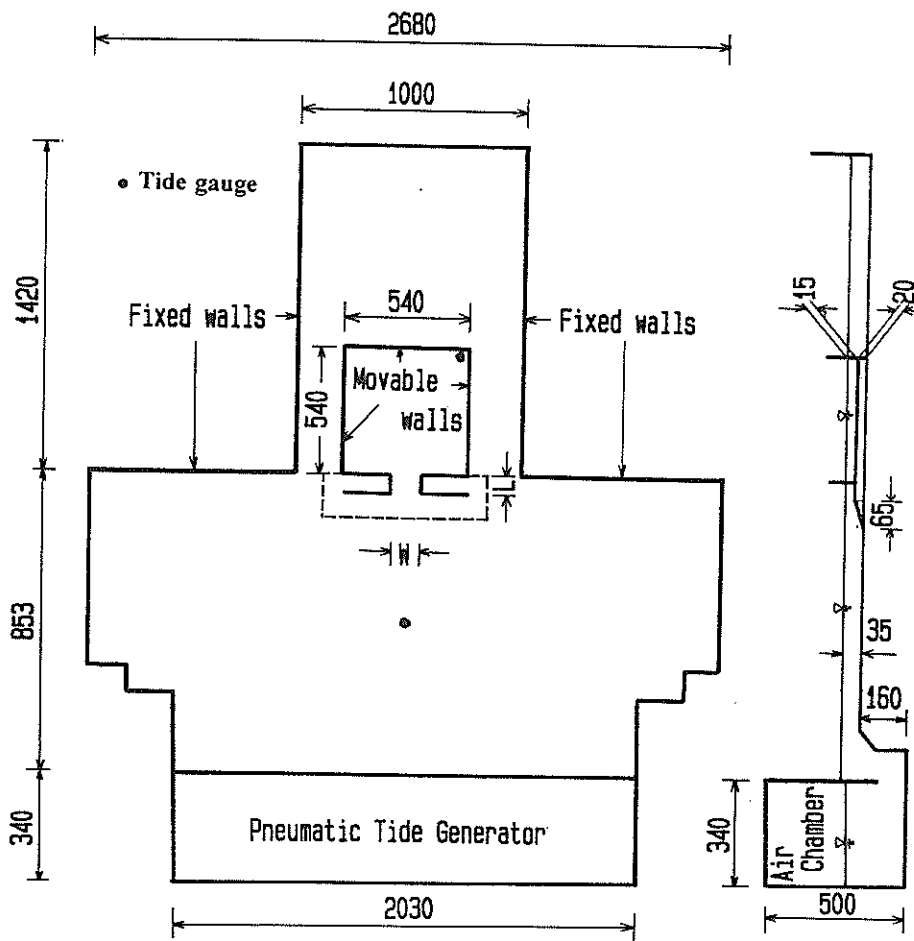 2680
1000
Tide gauge
1420
15
20
540
Fixed walls
Fixed walls
Movable
walls
540
L
65
W
853
35
160
340
Pneumatic Tide Generator
340
Air
Chamber
2030
500